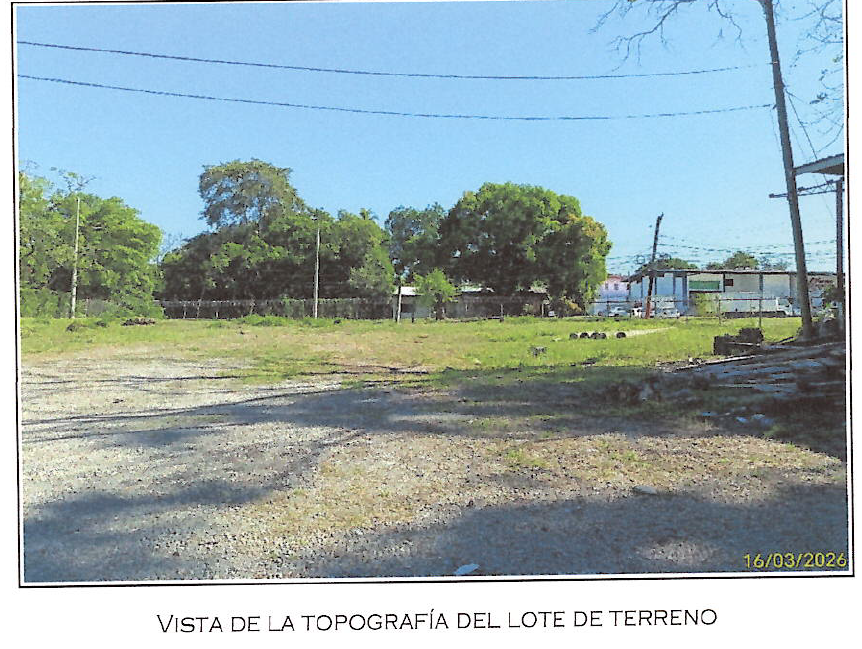 16/03/2026
VISTA DE LA TOPOGRAFÍA DEL LOTE DE TERRENO